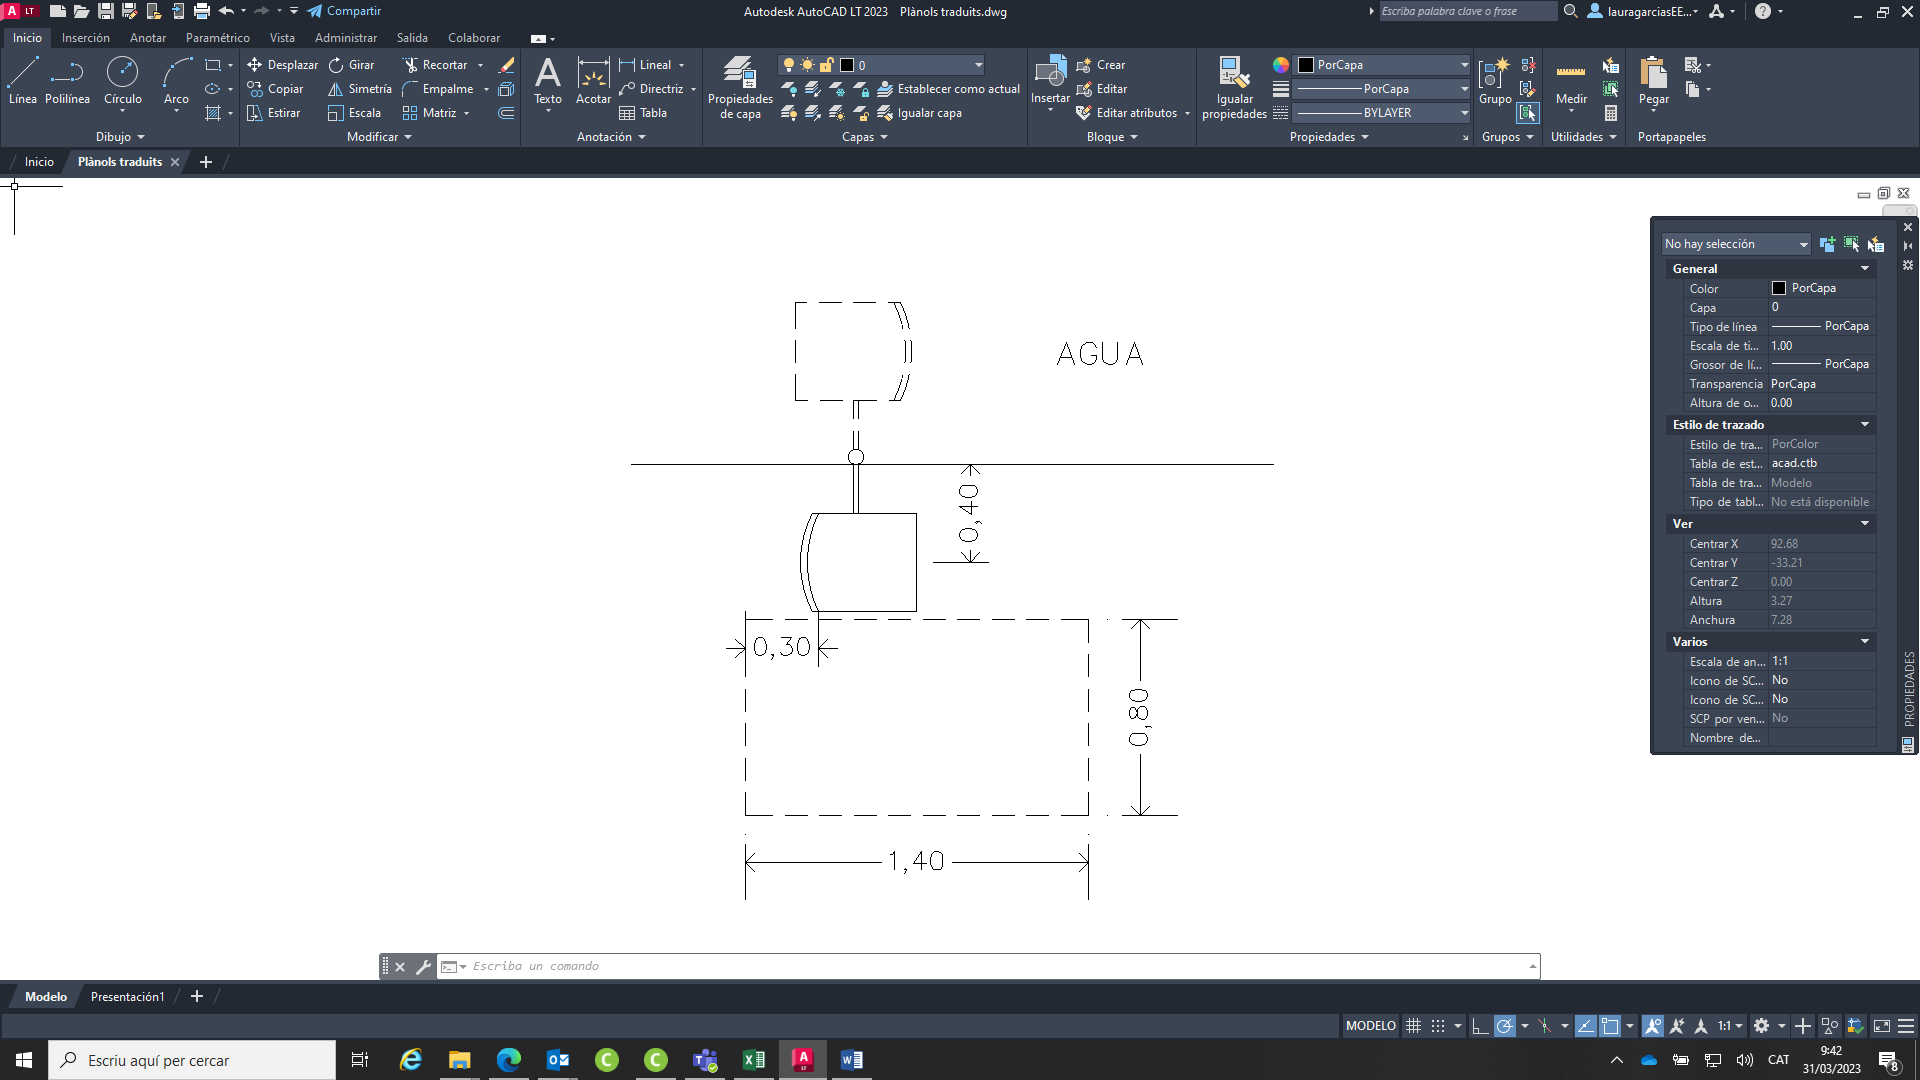 A LT
Compartir
Autodesk AutoCAD LT 2023 Plànols traduits.dwg
Escriba palabra clave o frase
lauragarciasEE...
Inicio Inserción Anotar Paramétrico Vista Administrar Salida Colaborar
Línea Polilínea Círculo Arco
Dibujo
Desplazar Girar Recortar
Copiar Simetría Empalme
Estirar Escala Matriz
Modificar
Texto Acotar
Lineal
Directriz
Tabla
Anotación
Propiedades de capa
0
Establecer como actual
Igualar capa
Capas
Insertar
Crear
Editar
Editar atributos
Bloque
Igualar propiedades
PorCapa
PorCapa
BYLAYER
Propiedades
Grupo
Grupos
Medir
Utilidades
Pegar
Portapapeles
Inicio Plànols traduits
AGUA
0,40
0,30
0,80
1,40
No hay selección
General
Color PorCapa
Capa 0
Tipo de línea PorCapa
Escala de ti... 1.00
Grosor de lí... PorCapa
Transparencia PorCapa
Altura de o... 0.00
Estilo de trazado
Estilo de tra... PorColor
Tabla de est... acad.ctb
Tabla de tra... Modelo
Tipo de tabl... No está disponible
Ver
Centrar X 92.68
Centrar Y -33.21
Centrar Z 0.00
Altura 3.27
Anchura 7.28
Varios
Escala de an... 1:1
Icono de SC... No
Icono de SC... No
SCP por ven... No
Nombre de...
PROPIEDADES
Escriba un comando
Modelo Presentación1
MODELO
1:1
Escriu aquí per cercar
CAT
9:42
31/03/2023
8